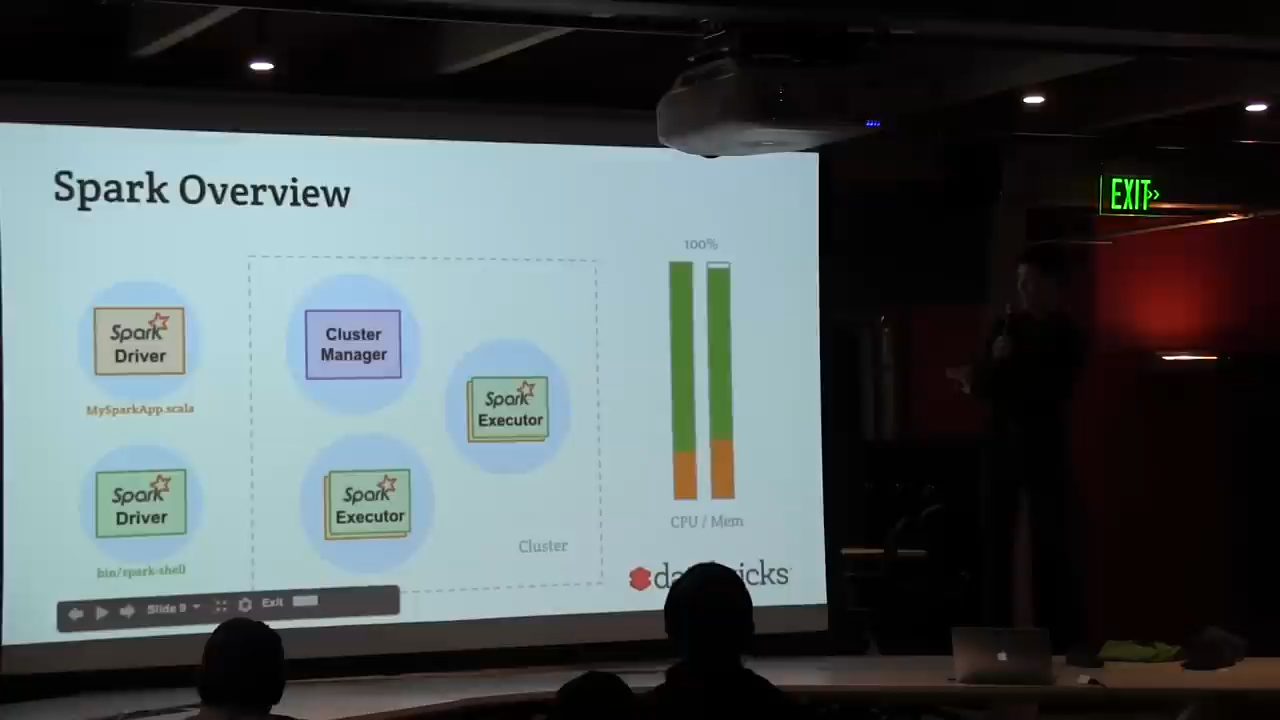 Spark Overview
100%
Spark
Driver
MySparkApp.scala
Cluster
Manager
Spark
Executor
Spark
Driver
bin/spark-shell
Spark
Executor
Cluster
CPU / Mem
Slide 9
Exit
EXIT